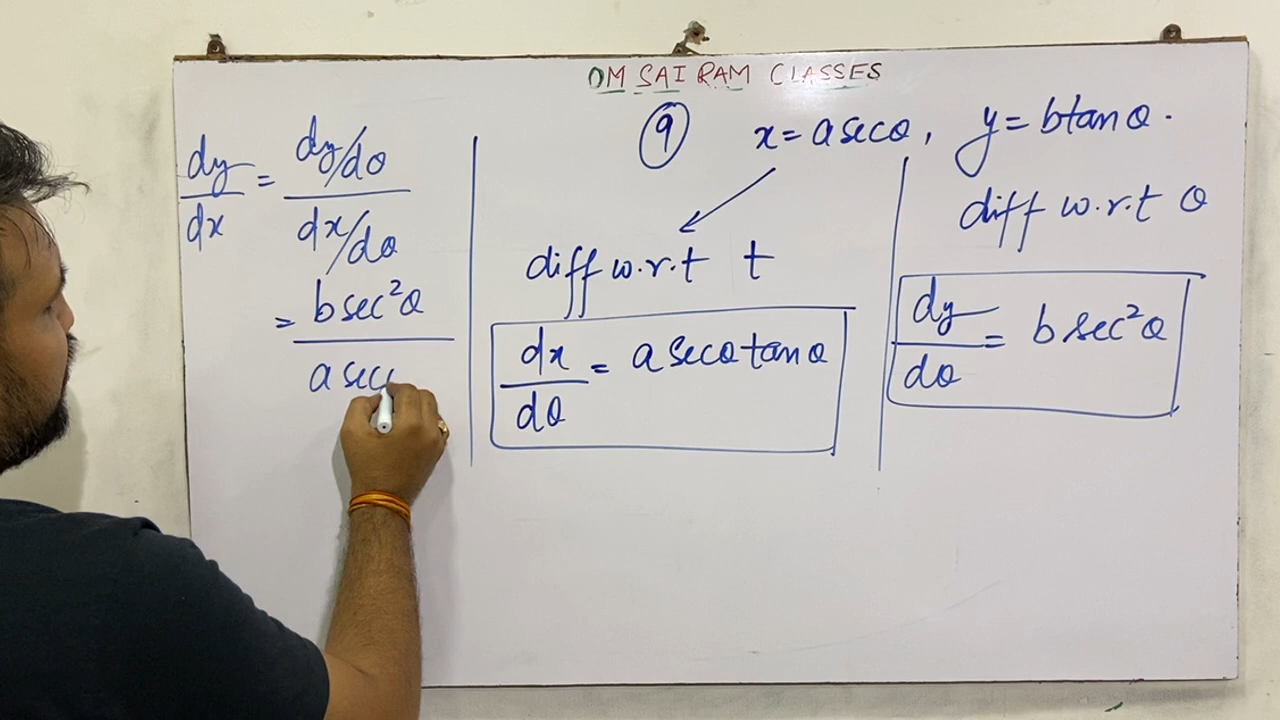 OM SAI RAM CLASSES
⑨ x = a secθ, y = b tanθ.
dy/dx = dy/dθ / dx/dθ
= b sec²θ / a sec
diff w.r.t t
dx/dθ = a secθ tanθ
diff w.r.t θ
dy/dθ = b sec²θ